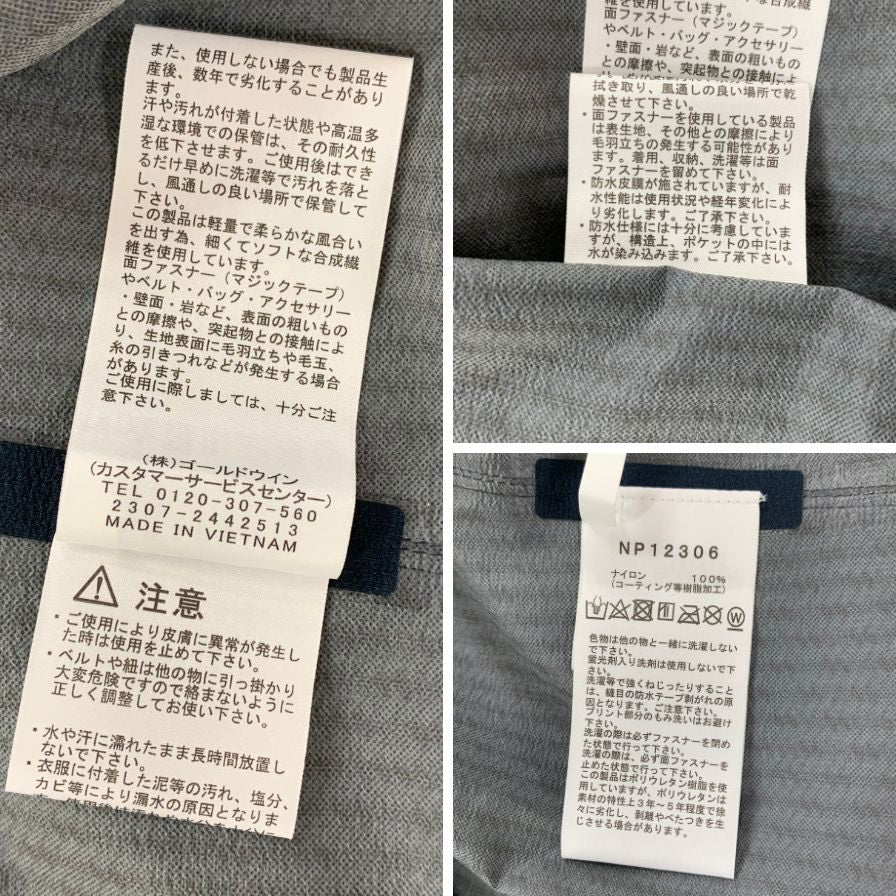 また、使用しない場合でも製品生
産後、数年で劣化することがあり
ます。
汗や汚れが付着した状態や高温多
湿な環境での保管は、その耐久性
を低下させます。ご使用後はでき
るだけ早めに洗濯等で汚れを落と
し、風通しの良い場所で保管して
下さい。
この製品は軽量で柔らかな風合い
を出す為、細くてソフトな合成繊
維を使用しています。
面ファスナー（マジックテープ）
やベルト・バッグ・アクセサリー
・壁面・岩など、表面の粗いもの
との摩擦や、突起物との接触によ
り、生地表面に毛羽立ちや毛玉、
糸の引きつれなどが発生する場合
があります。
ご使用に際しましては、十分ご注
意下さい。
（株）ゴールドウイン
（カスタマーサービスセンター）
TEL 0120-307-560
2307-2442513
MADE IN VIETNAM
注意
・ご使用により皮膚に異常が発生し
た時は使用を止めて下さい。
・ベルトや紐は他の物に引っ掛かり
大変危険ですので絡まないように
正しく調整してお使い下さい。
・水や汗に濡れたまま長時間放置し
ないで下さい。
・衣服に付着した泥等の汚れ、塩分、
カビ等により漏水の原因となりま
維を使用しています。
面ファスナー（マジックテープ）
やベルト・バッグ・アクセサリー
・壁面・岩など、表面の粗いもの
との摩擦や、突起物との接触によ
拭き取り、風通しの良い場所で乾
燥させて下さい。
・面ファスナーを使用している製品
は表生地、その他との摩擦により
毛羽立ちの発生する可能性があり
ます。着用、収納、洗濯等は面
ファスナーを留めて下さい。
・防水皮膜が施されていますが、耐
水性能は使用状況や経年変化によ
り劣化します。ご了承下さい。
・防水仕様には十分に考慮していま
すが、構造上、ポケットの中には
水が染み込みます。ご了承下さい。
NP12306
ナイロン 100%
（コーティング等樹脂加工）
色物は他の物と一緒に洗濯しない
で下さい。
蛍光剤入り洗剤は使用しないで下
さい。
洗濯等で強くねじったりすること
は、縫目の防水テープ剥がれの原
因となります。ご注意下さい。
プリント部分のもみ洗いはお避け
下さい。
洗濯の際は必ずファスナーを閉め
た状態で行って下さい。
洗濯の際は、必ず面ファスナーを
止めた状態で行って下さい。
この製品はポリウレタン樹脂を使
用していますが、ポリウレタンは
素材の特性上3年～5年程度で徐
々に劣化し、剥離やべたつきを生
じさせる場合があります。